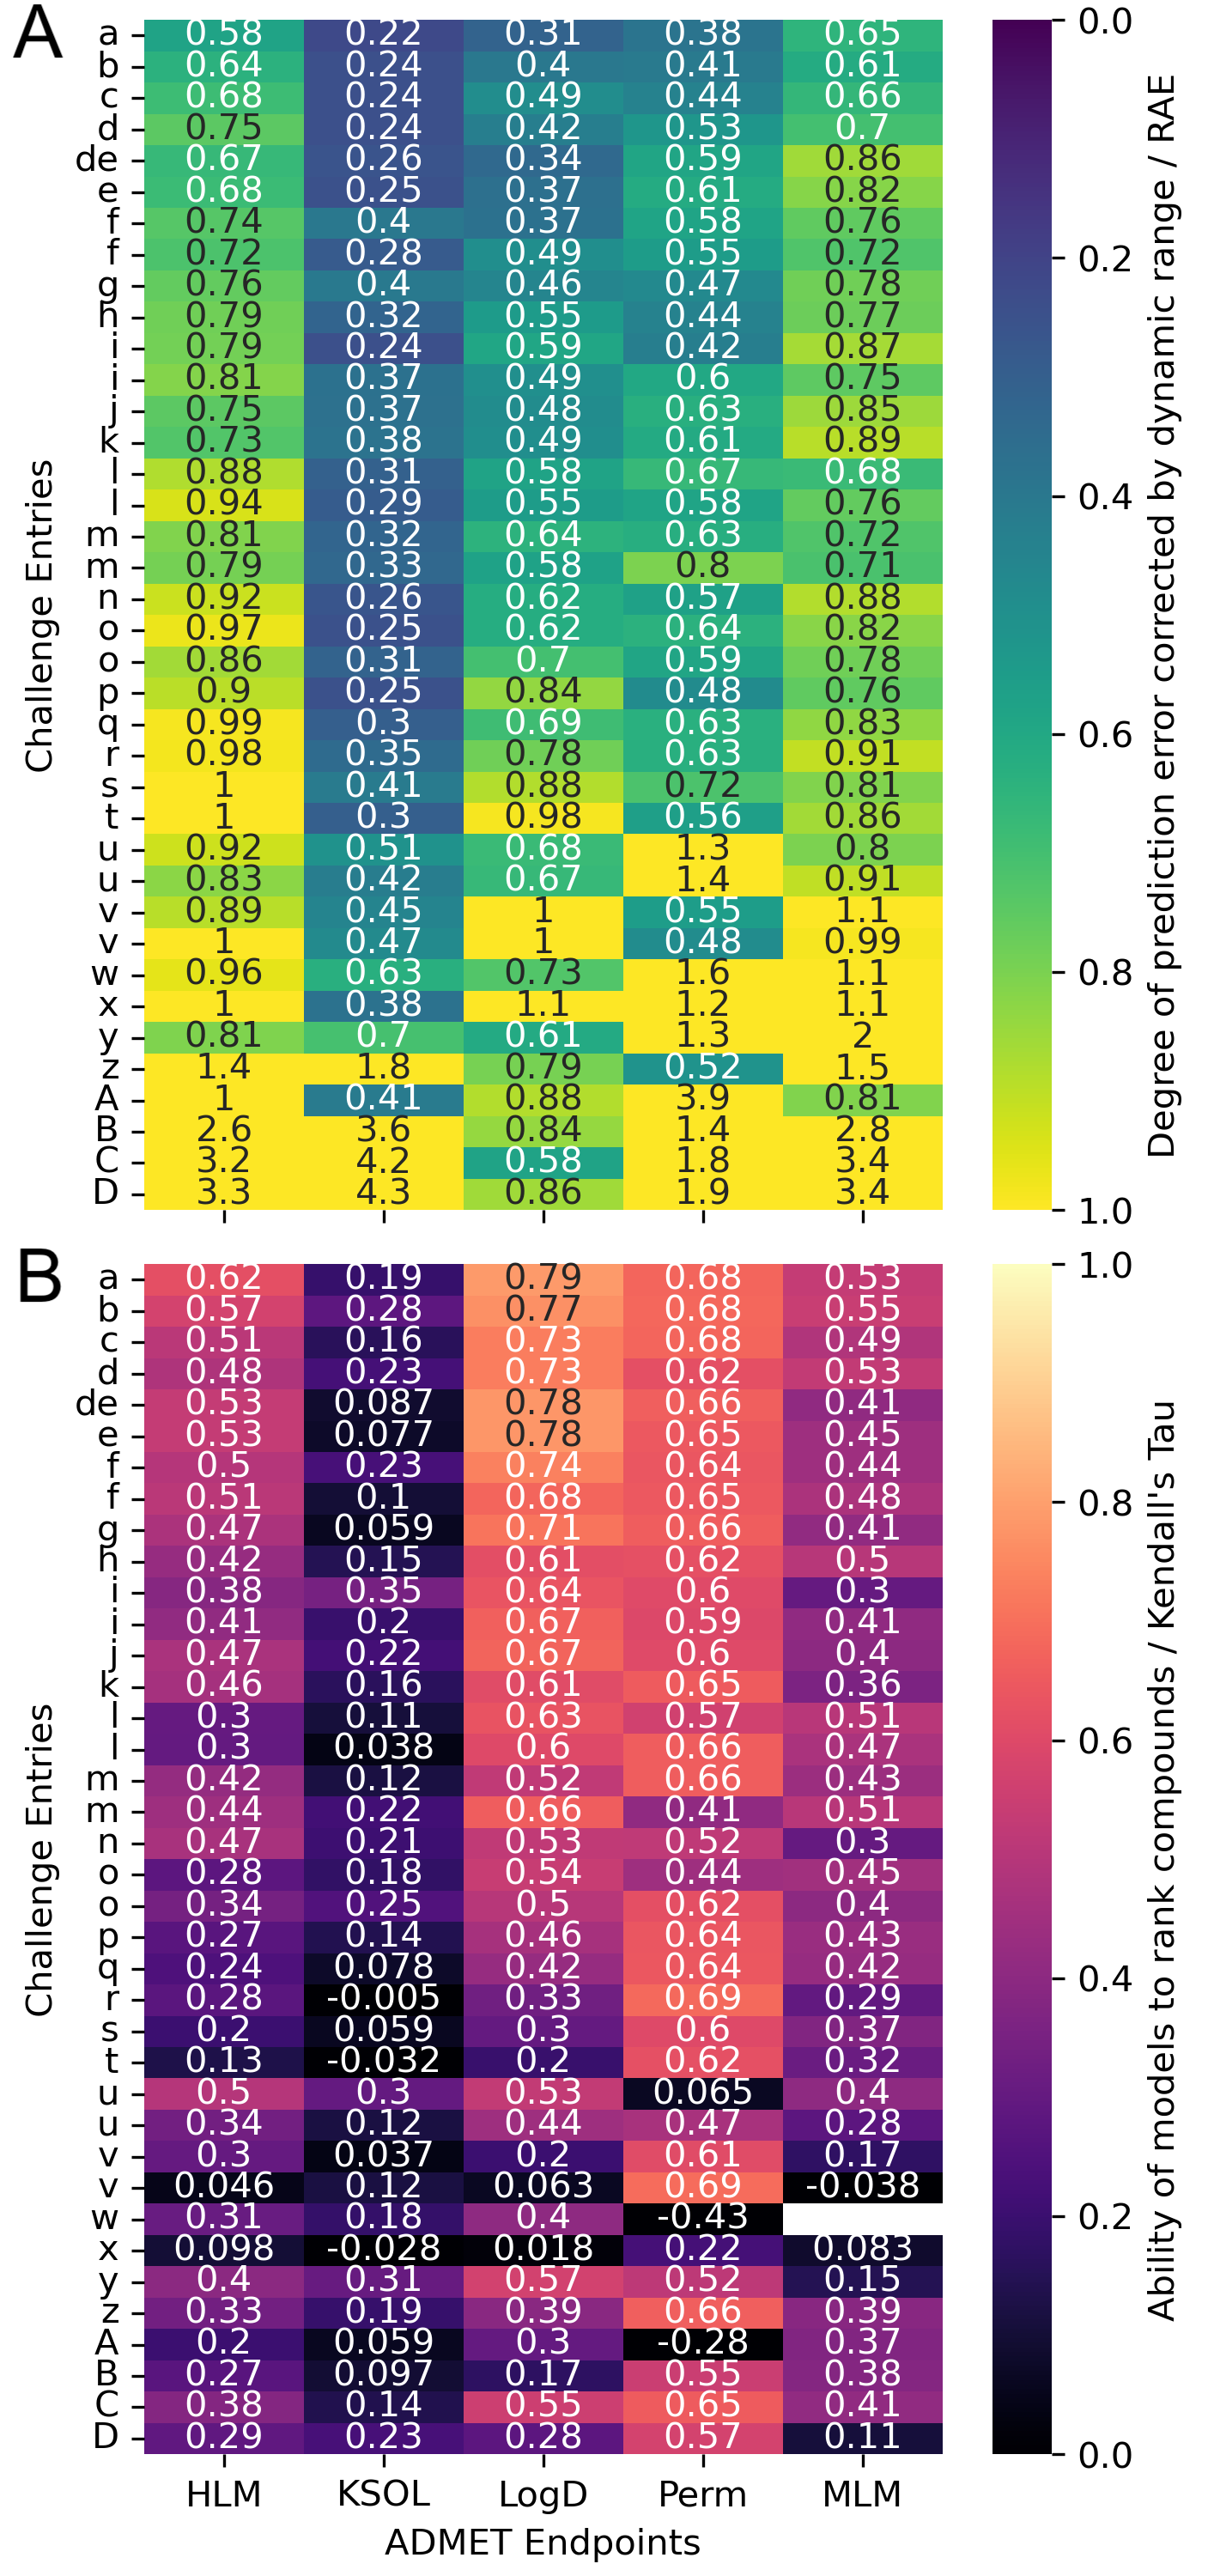 A
a 0.58 0.22 0.31 0.38 0.65
b 0.64 0.24 0.4 0.41 0.61
c 0.68 0.24 0.49 0.44 0.66
d 0.75 0.24 0.42 0.53 0.7
de 0.67 0.26 0.34 0.59 0.86
e 0.68 0.25 0.37 0.61 0.82
f 0.74 0.4 0.37 0.58 0.76
f 0.72 0.28 0.49 0.55 0.72
g 0.76 0.4 0.46 0.47 0.78
h 0.79 0.32 0.55 0.44 0.77
i 0.79 0.24 0.59 0.42 0.87
i 0.81 0.37 0.49 0.6 0.75
j 0.75 0.37 0.48 0.63 0.85
k 0.73 0.38 0.49 0.61 0.89
l 0.88 0.31 0.58 0.67 0.68
l 0.94 0.29 0.55 0.58 0.76
m 0.81 0.32 0.64 0.63 0.72
m 0.79 0.33 0.58 0.8 0.71
n 0.92 0.26 0.62 0.57 0.88
o 0.97 0.25 0.62 0.64 0.82
o 0.86 0.31 0.7 0.59 0.78
p 0.9 0.25 0.84 0.48 0.76
q 0.99 0.3 0.69 0.63 0.83
r 0.98 0.35 0.78 0.63 0.91
s 1 0.41 0.88 0.72 0.81
t 1 0.3 0.98 0.56 0.86
u 0.92 0.51 0.68 1.3 0.8
u 0.83 0.42 0.67 1.4 0.91
v 0.89 0.45 1 0.55 1.1
v 1 0.47 1 0.48 0.99
w 0.96 0.63 0.73 1.6 1.1
x 1 0.38 1.1 1.2 1.1
y 0.81 0.7 0.61 1.3 2
z 1.4 1.8 0.79 0.52 1.5
A 1 0.41 0.88 3.9 0.81
B 2.6 3.6 0.84 1.4 2.8
C 3.2 4.2 0.58 1.8 3.4
D 3.3 4.3 0.86 1.9 3.4
Challenge Entries
0.0
0.2
0.4
0.6
0.8
1.0
Degree of prediction error corrected by dynamic range / RAE
B
a 0.62 0.19 0.79 0.68 0.53
b 0.57 0.28 0.77 0.68 0.55
c 0.51 0.16 0.73 0.68 0.49
d 0.48 0.23 0.73 0.62 0.53
de 0.53 0.087 0.78 0.66 0.41
e 0.53 0.077 0.78 0.65 0.45
f 0.5 0.23 0.74 0.64 0.44
f 0.51 0.1 0.68 0.65 0.48
g 0.47 0.059 0.71 0.66 0.41
h 0.42 0.15 0.61 0.62 0.5
i 0.38 0.35 0.64 0.6 0.3
i 0.41 0.2 0.67 0.59 0.41
j 0.47 0.22 0.67 0.6 0.4
k 0.46 0.16 0.61 0.65 0.36
l 0.3 0.11 0.63 0.57 0.51
l 0.3 0.038 0.6 0.66 0.47
m 0.42 0.12 0.52 0.66 0.43
m 0.44 0.22 0.66 0.41 0.51
n 0.47 0.21 0.53 0.52 0.3
o 0.28 0.18 0.54 0.44 0.45
o 0.34 0.25 0.5 0.62 0.4
p 0.27 0.14 0.46 0.64 0.43
q 0.24 0.078 0.42 0.64 0.42
r 0.28 -0.005 0.33 0.69 0.29
s 0.2 0.059 0.3 0.6 0.37
t 0.13 -0.032 0.2 0.62 0.32
u 0.5 0.3 0.53 0.065 0.4
u 0.34 0.12 0.44 0.47 0.28
v 0.3 0.037 0.2 0.61 0.17
v 0.046 0.12 0.063 0.69 -0.038
w 0.31 0.18 0.4 -0.43
x 0.098 -0.028 0.018 0.22 0.083
y 0.4 0.31 0.57 0.52 0.15
z 0.33 0.19 0.39 0.66 0.39
A 0.2 0.059 0.3 -0.28 0.37
B 0.27 0.097 0.17 0.55 0.38
C 0.38 0.14 0.55 0.65 0.41
D 0.29 0.23 0.28 0.57 0.11
Challenge Entries
HLM KSOL LogD Perm MLM
ADMET Endpoints
1.0
0.8
0.6
0.4
0.2
0.0
Ability of models to rank compounds / Kendall's Tau